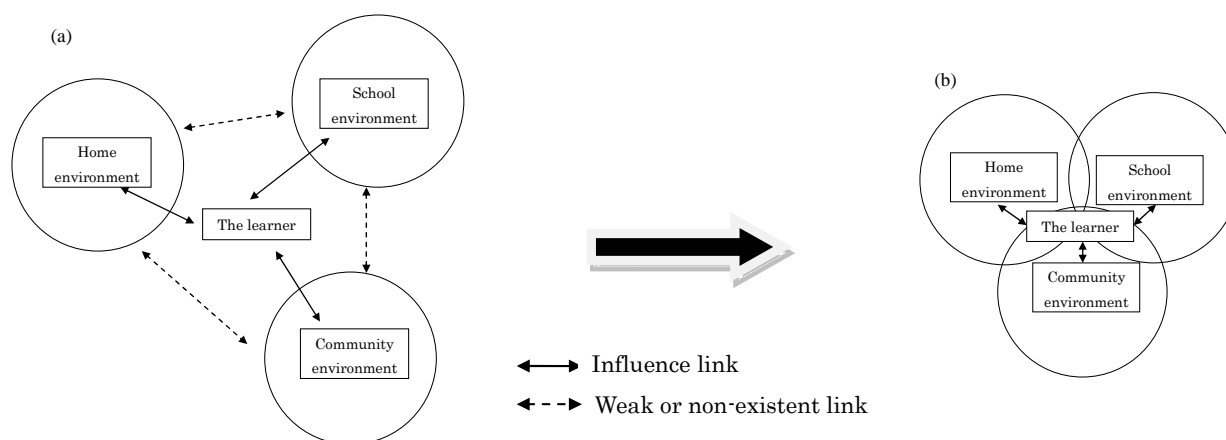 (a)
School
environment
Home
environment
The learner
Community
environment
Influence link
Weak or non-existent link
(b)
Home
environment
School
environment
The learner
Community
environment